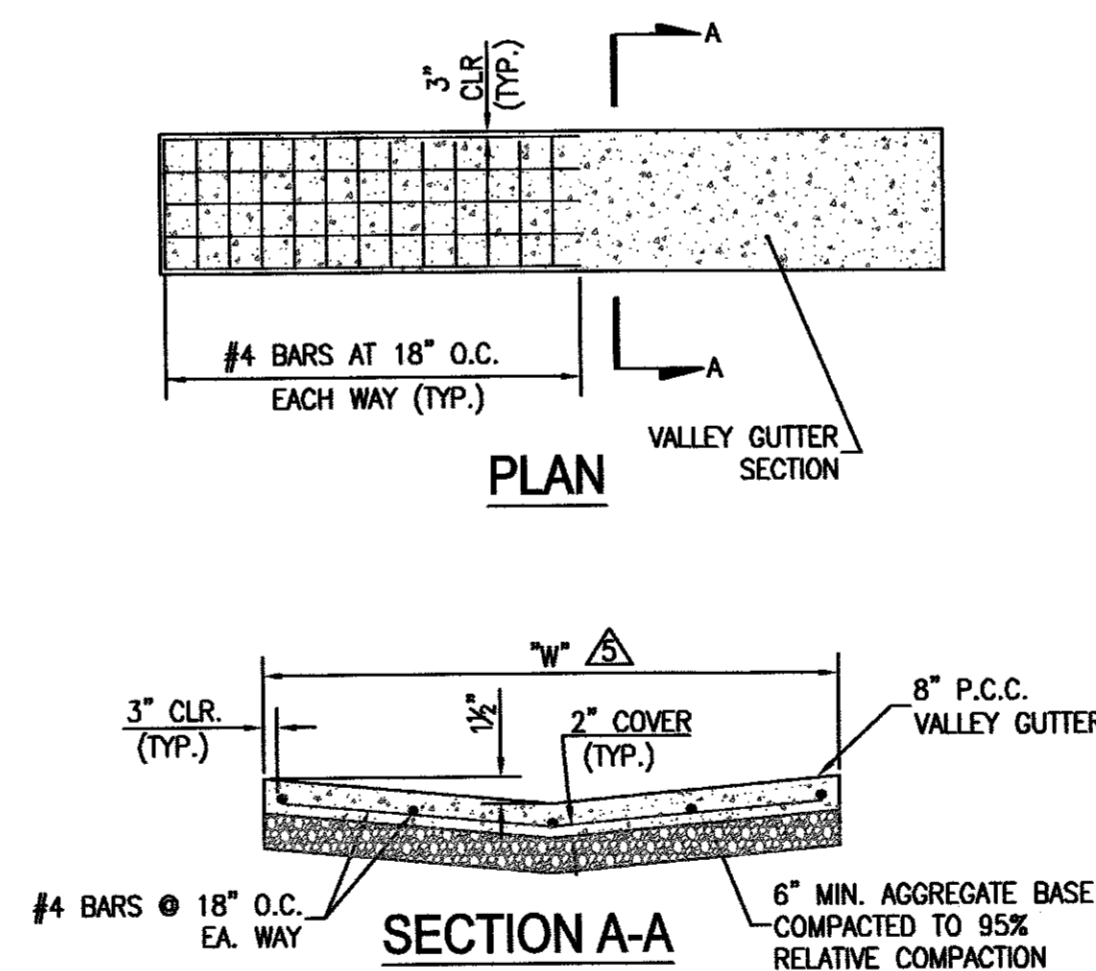 A
3"
CLR
(TYP.)
#4 BARS AT 18" O.C.
EACH WAY (TYP.)
A
VALLEY GUTTER
SECTION
PLAN
"W" 5
3" CLR.
(TYP.)
1½"
2" COVER
(TYP.)
8" P.C.C.
VALLEY GUTTER
#4 BARS @ 18" O.C.
EA. WAY
SECTION A-A
6" MIN. AGGREGATE BASE
COMPACTED TO 95%
RELATIVE COMPACTION